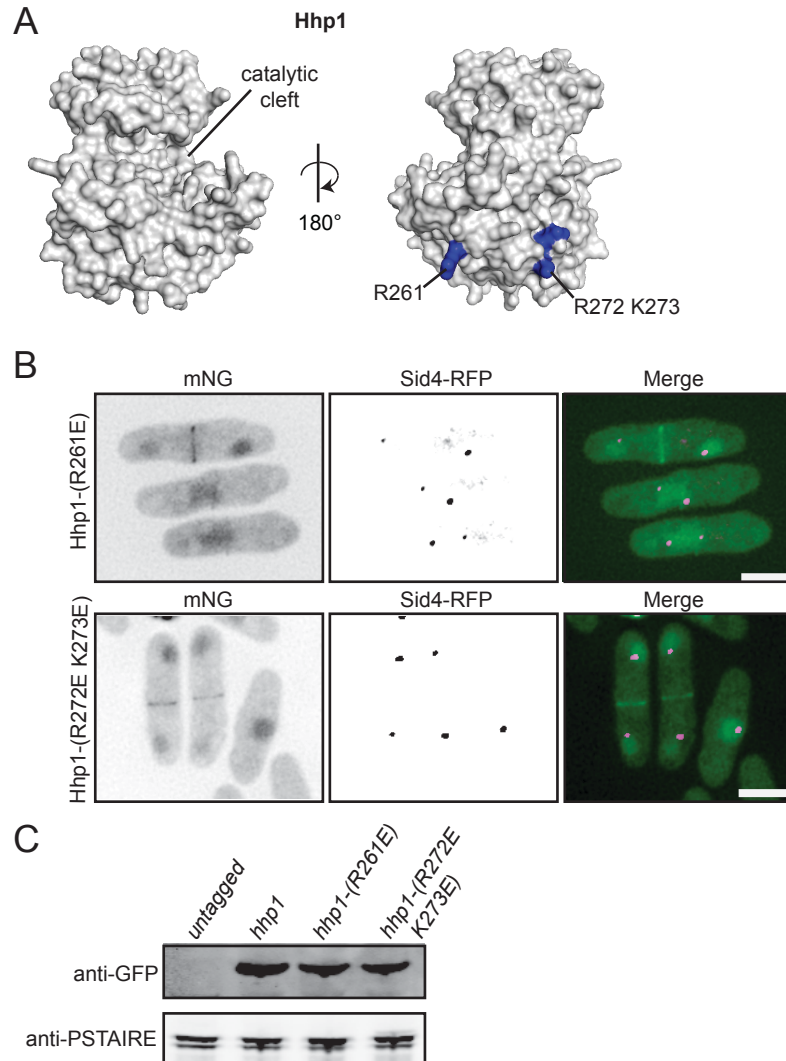 A
Hhp1
catalytic
cleft
180°
R261
R272 K273
B
mNG
Sid4-RFP
Merge
Hhp1-(R261E)
mNG
Sid4-RFP
Merge
Hhp1-(R272E K273E)
C
untagged
hhp1
hhp1-(R261E)
hhp1-(R272E
K273E)
anti-GFP
anti-PSTAIRE